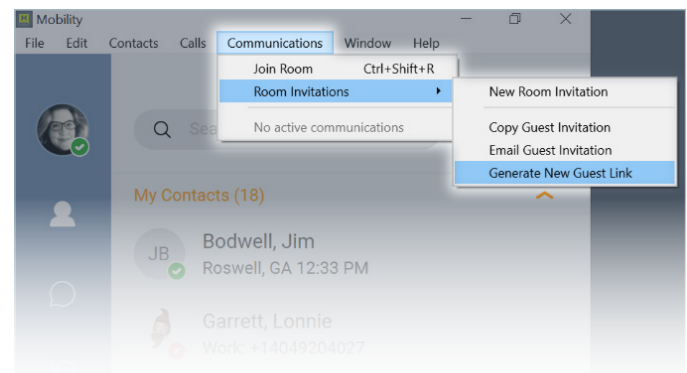 Mobility
File Edit Contacts Calls Communications Window Help
Join Room Ctrl+Shift+R
Room Invitations
New Room Invitation
No active communications
Copy Guest Invitation
Email Guest Invitation
Generate New Guest Link
Sea
My Contacts (18)
JB
Bodwell, Jim
Roswell, GA 12:33 PM
Garrett, Lonnie
Work: +14049204027